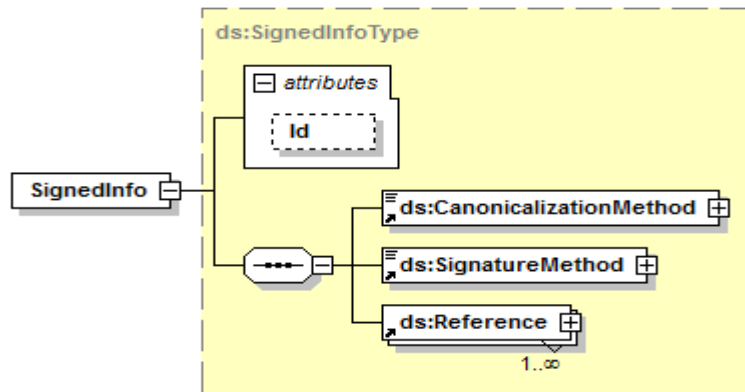 ds:SignedInfoType
attributes
Id
SignedInfo
ds:CanonicalizationMethod
ds:SignatureMethod
ds:Reference
1..∞